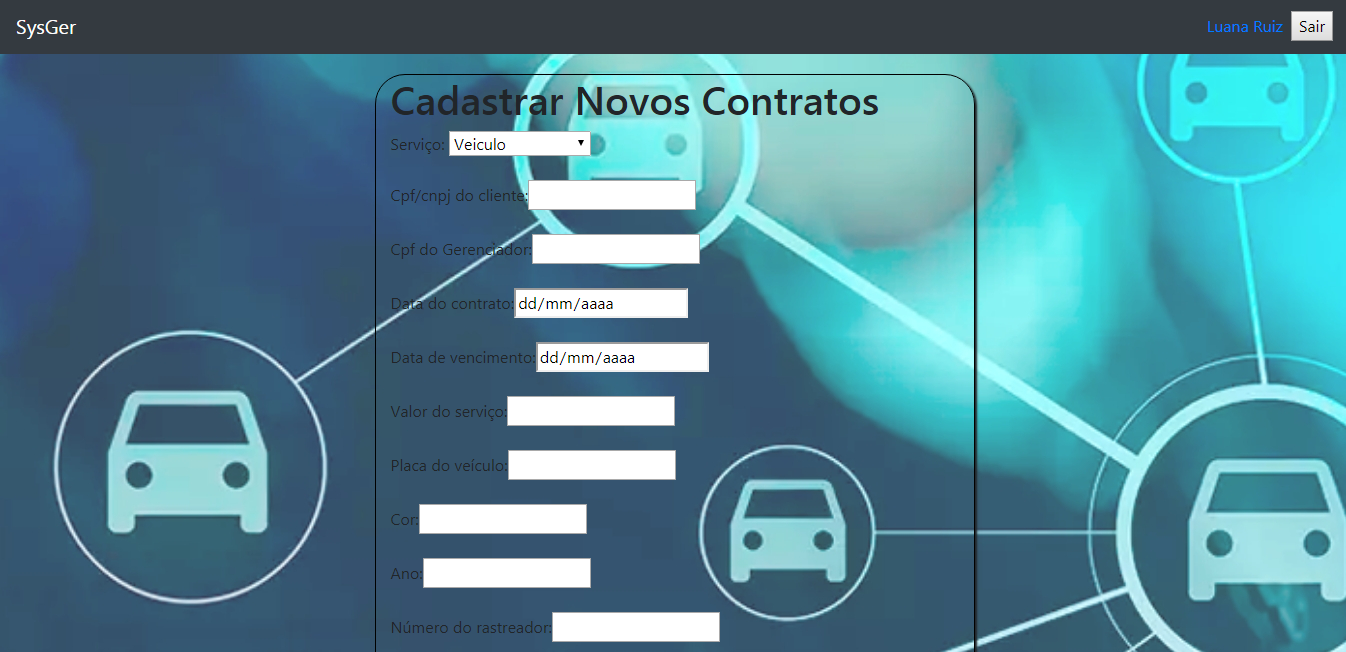 SysGer
Luana Ruiz Sair
Cadastrar Novos Contratos
Serviço: Veiculo
Cpf/cnpj do cliente:
Cpf do Gerenciador:
Data do contrato: dd/mm/aaaa
Data de vencimento: dd/mm/aaaa
Valor do serviço:
Placa do veículo:
Cor:
Ano:
Número do rastreador: